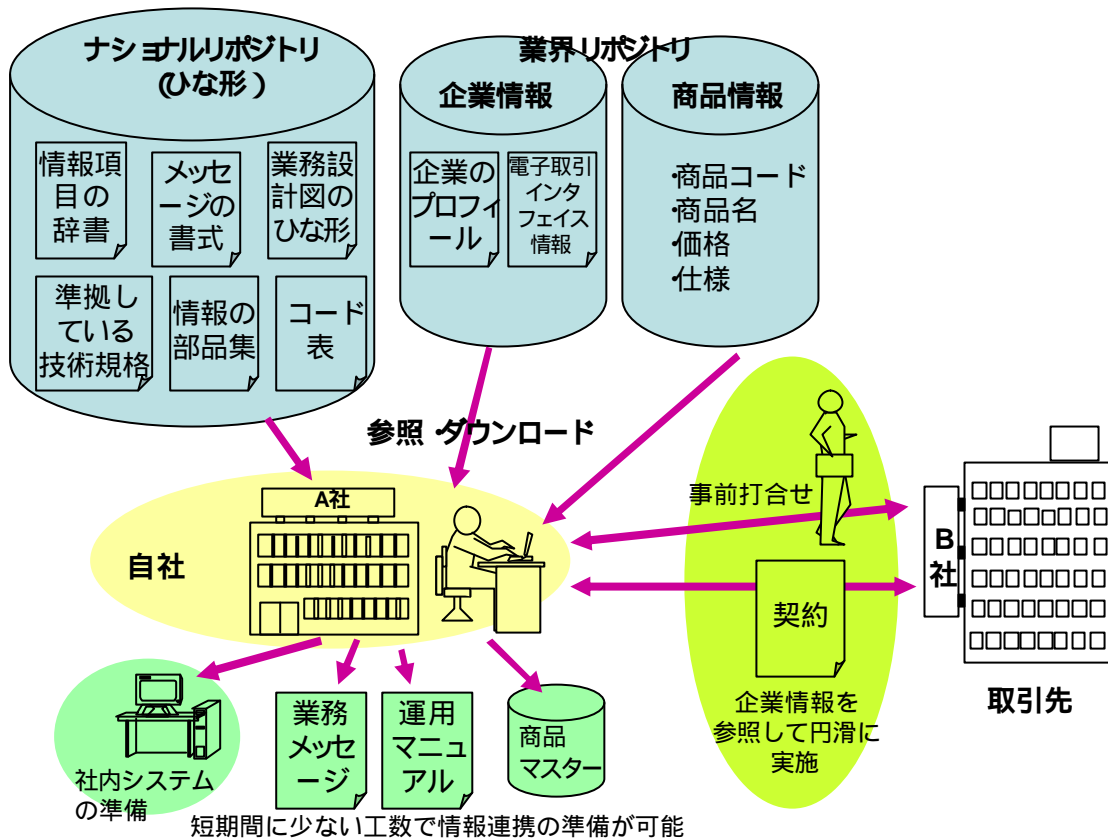 ナショナルリポジトリ
(ひな形)
業界リポジトリ
企業情報
商品情報
情報項
目の
辞書
メッセ
ージの
書式
業務設
計図の
ひな形
準拠し
ている
技術規格
情報の
部品集
コード
表
企業の
プロフィ
ール
電子取引
インタ
フェイス
情報
・商品コード
・商品名
・価格
・仕様
参照・ダウンロード
A社
自社
事前打合せ
契約
企業情報を
参照して円滑に
実施
B
社
取引先
社内システム
の準備
業務
メッセ
ージ
運用
マニュ
アル
商品
マスター
短期間に少ない工数で情報連携の準備が可能